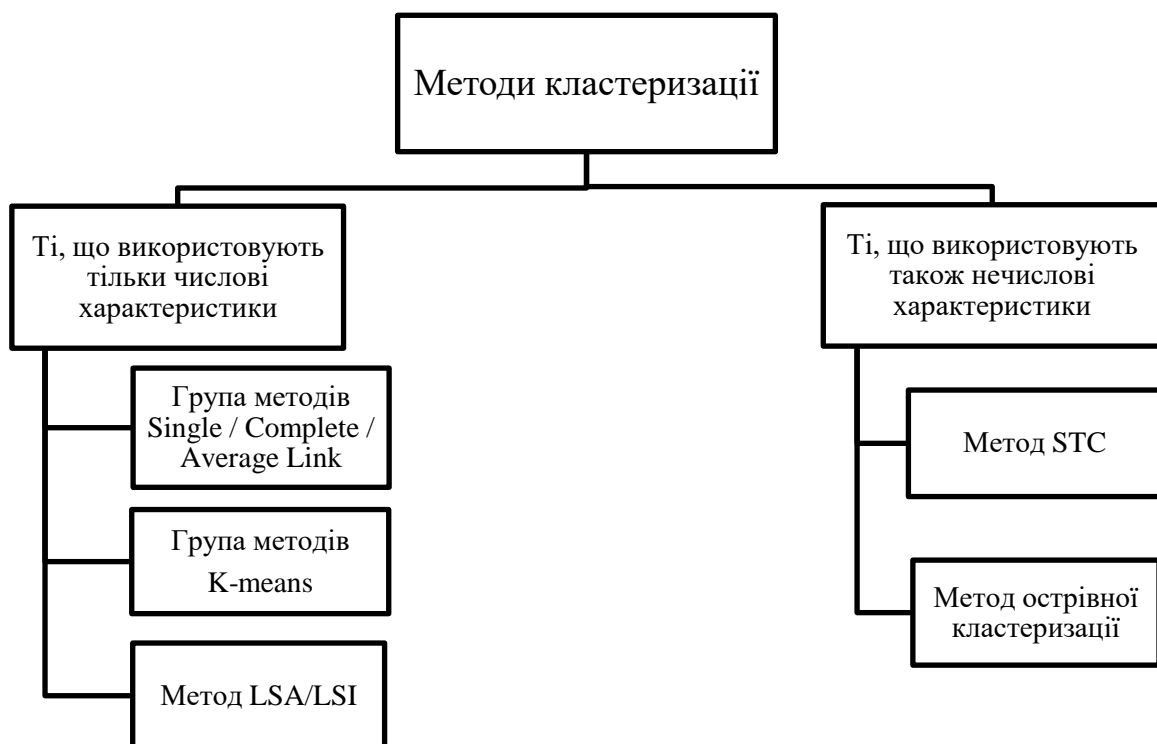 Методи кластеризації
Ті, що використовують
тільки числові
характеристики
Група методів
Single / Complete /
Average Link
Група методів
K-means
Метод LSA/LSI
Ті, що використовують
також нечислові
характеристики
Метод STC
Метод острівної
кластеризації